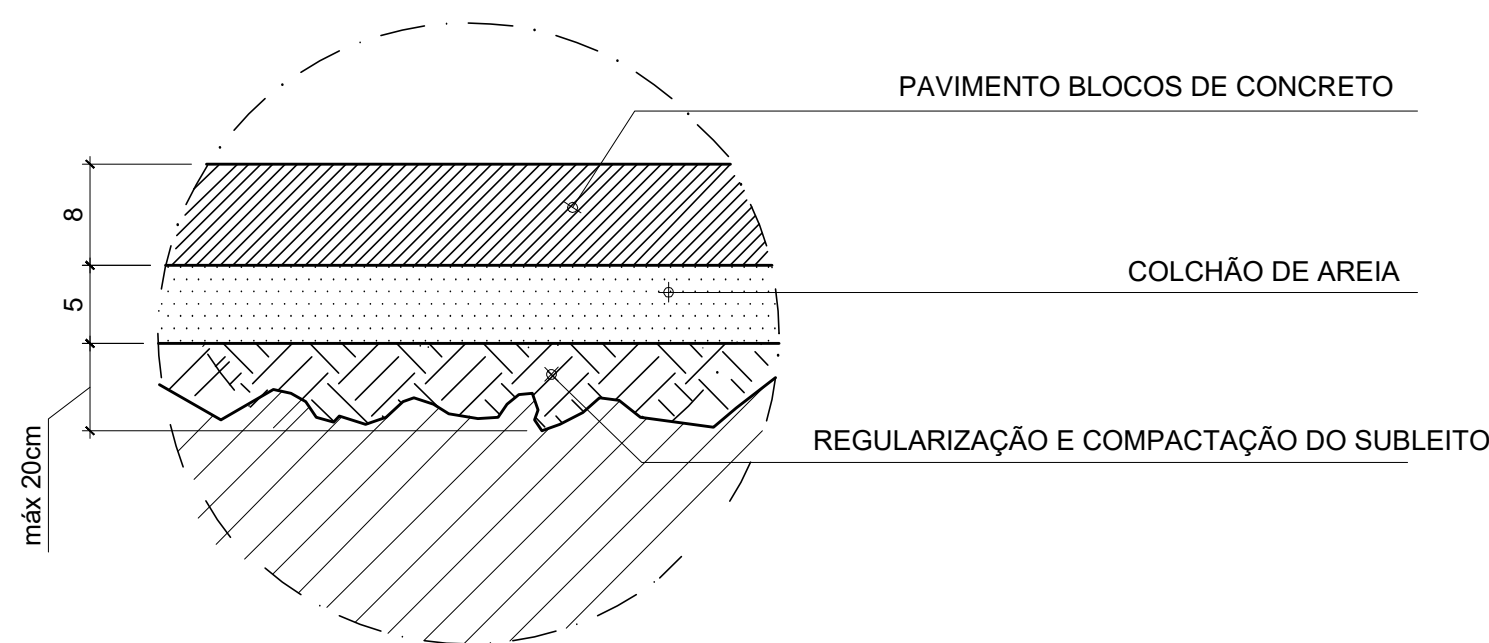 PAVIMENTO BLOCOS DE CONCRETO
8
COLCHÃO DE AREIA
5
REGULARIZAÇÃO E COMPACTAÇÃO DO SUBLEITO
máx 20cm